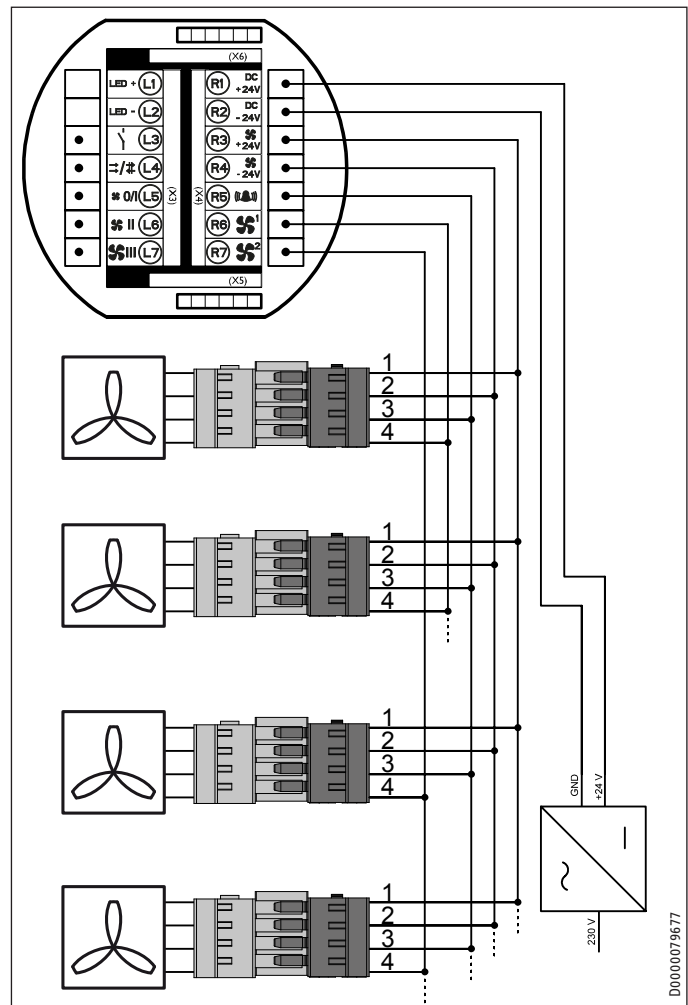 (X6)
LED + L1 R1 DC +24V
LED - L2 R2 DC -24V
L3 R3 +24V
L4 R4 -24V
0/I L5 R5
II L6 R6 1
III L7 R7 2
(X3) (X4)
(X5)
1
2
3
4
1
2
3
4
1
2
3
4
GND
+24 V
1
2
3
4
230 V
D0000079677